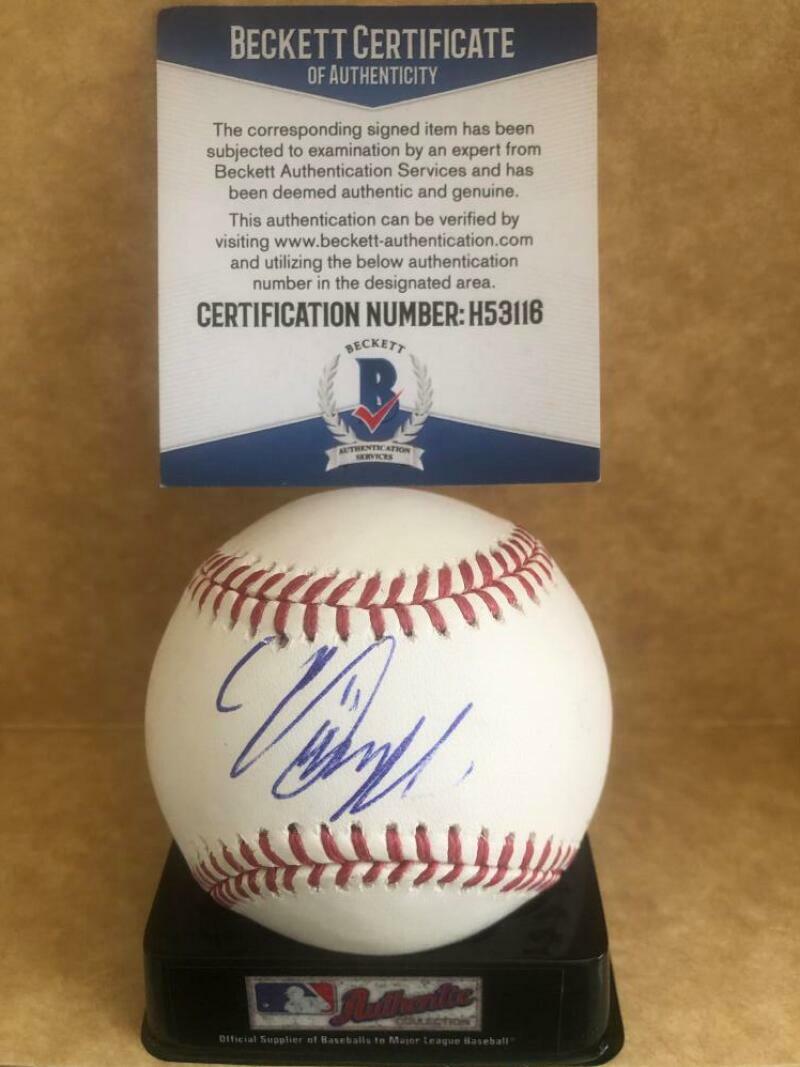 BECKETT CERTIFICATE
OF AUTHENTICITY
The corresponding signed item has been
subjected to examination by an expert from
Beckett Authentication Services and has
been deemed authentic and genuine.
This authentication can be verified by
visiting www.beckett-authentication.com
and utilizing the below authentication
number in the designated area.
CERTIFICATION NUMBER: H53116
BECKETT
B
AUTHENTICATION
SERVICES
Authentic
COLLECTION
Official Supplier of Baseballs to Major League Baseball